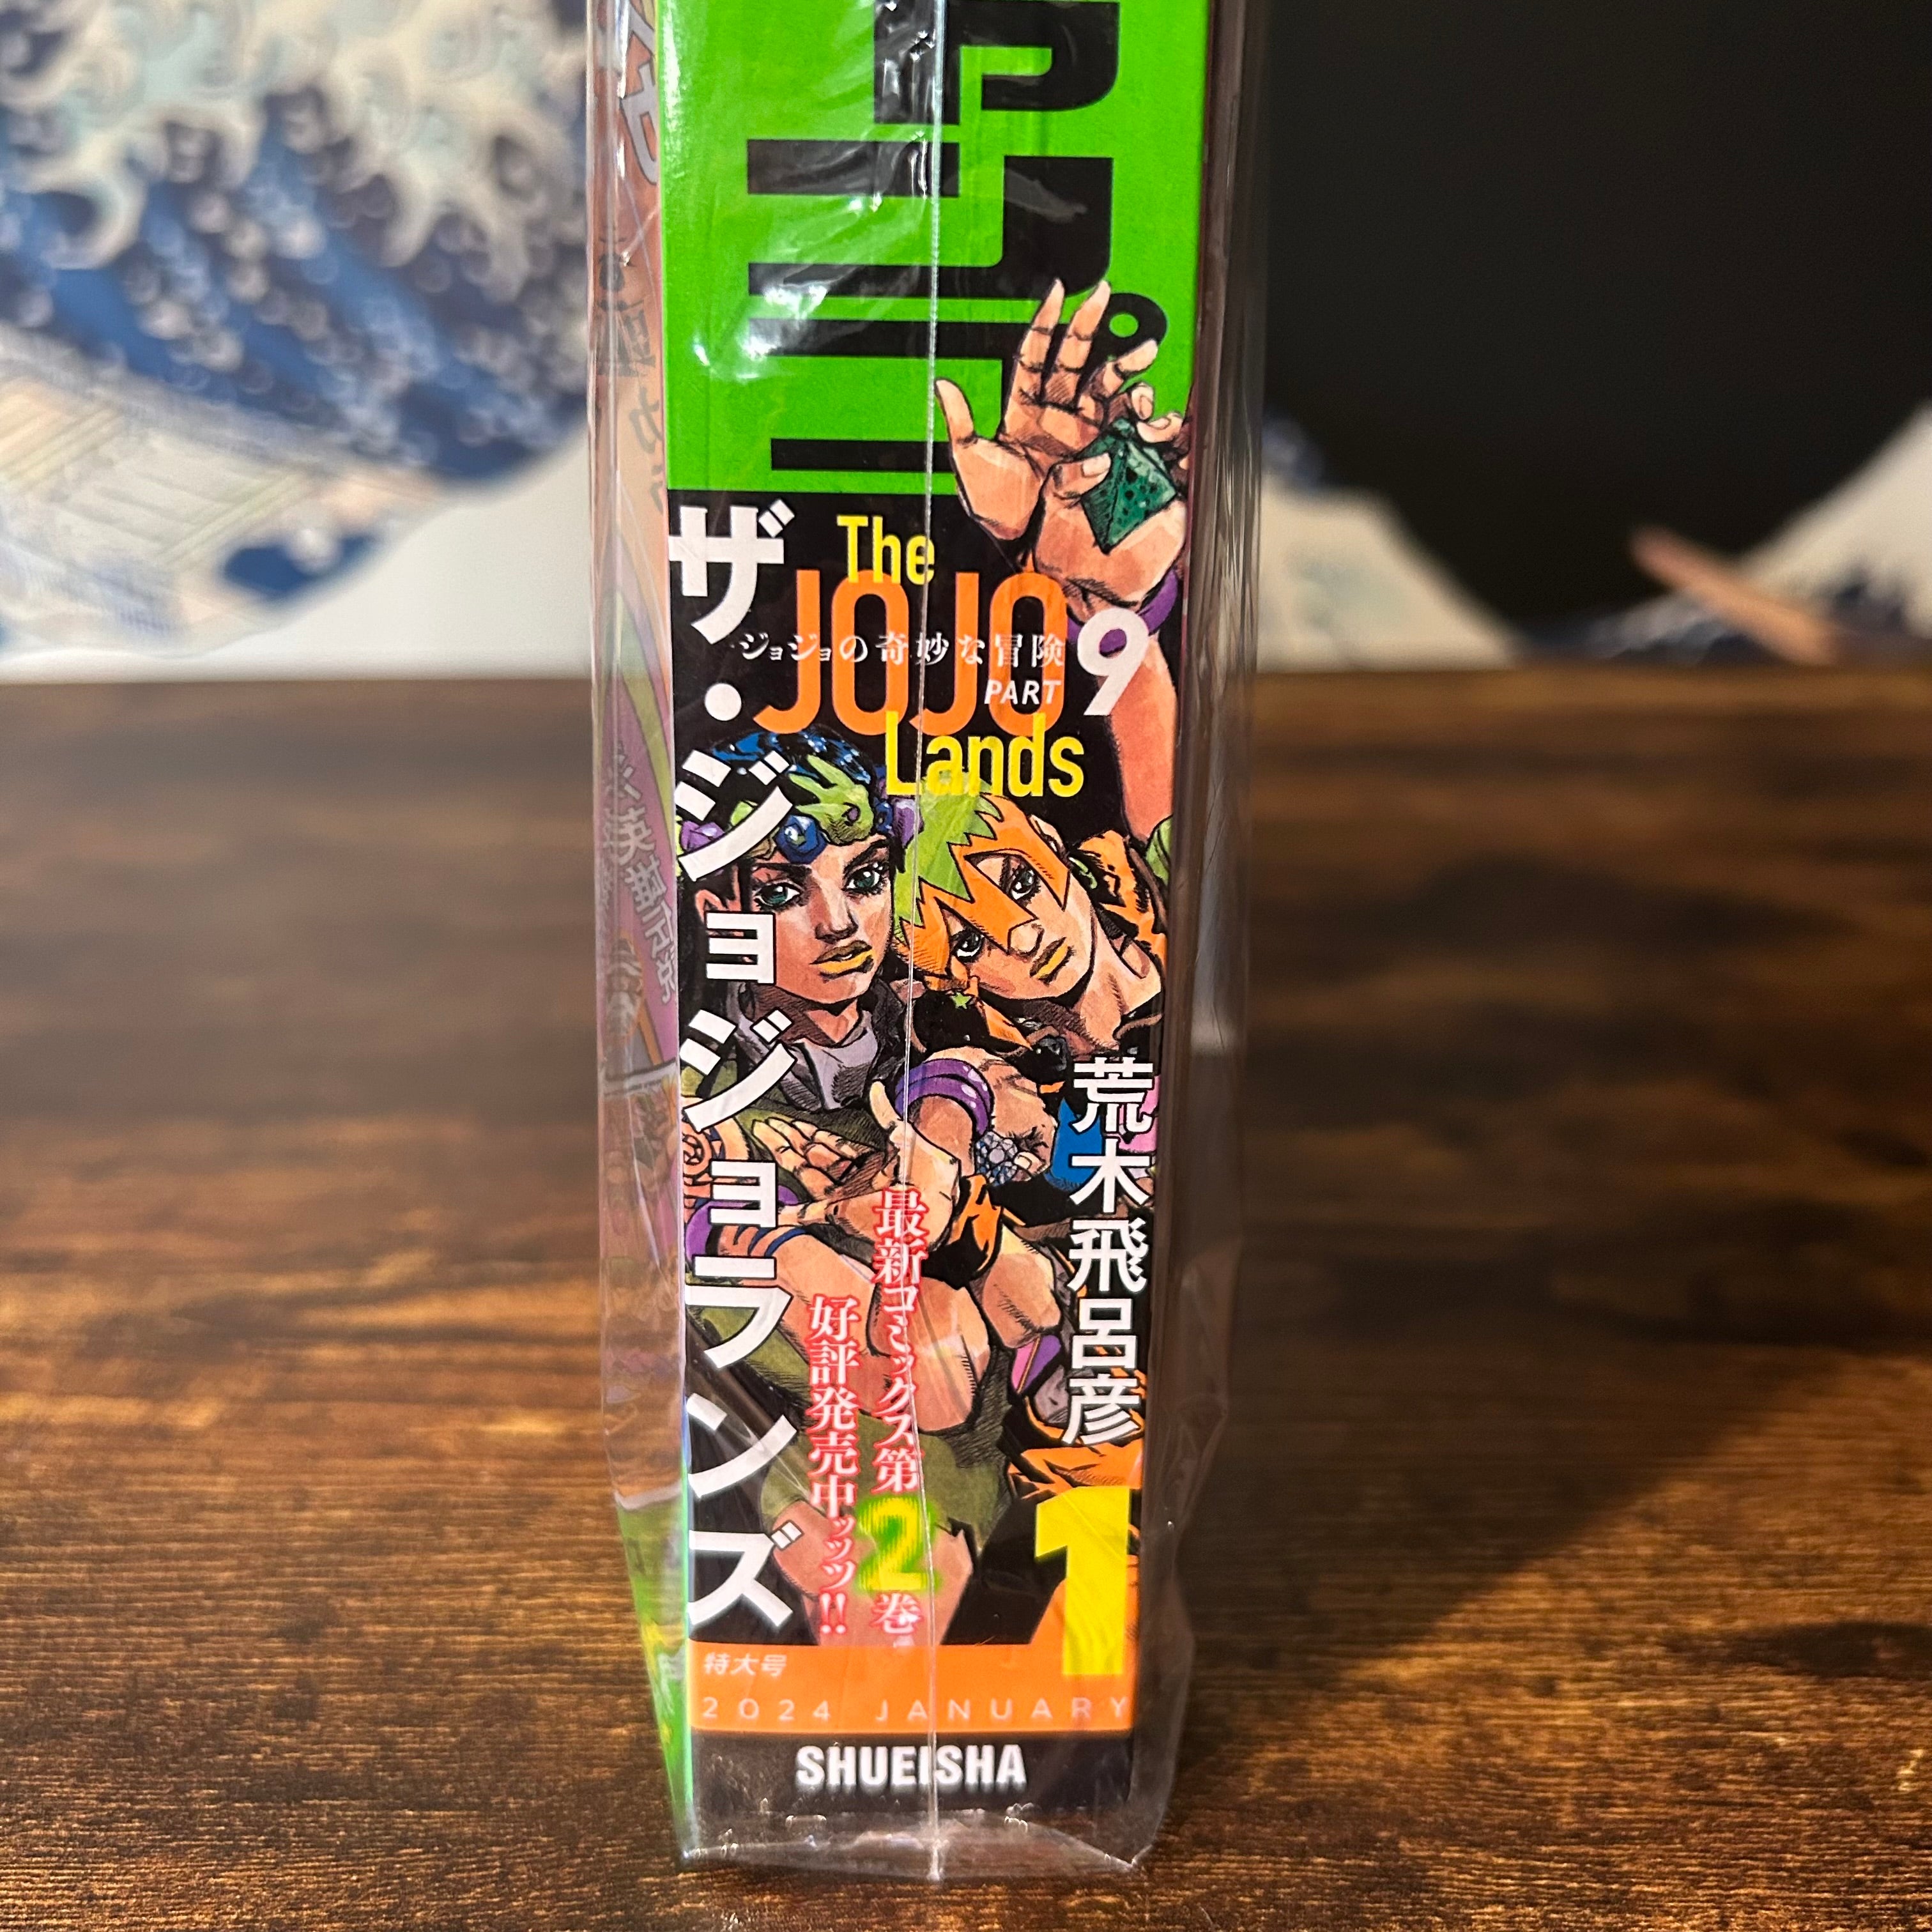 ザ・ジョジョランズ
The
JOJO
ジョジョの奇妙な冒険
PART 9
Lands
荒木飛呂彦
最新コミックス第2巻
好評発売中ッッッ!!
1
特大号
2024 JANUARY
SHUEISHA